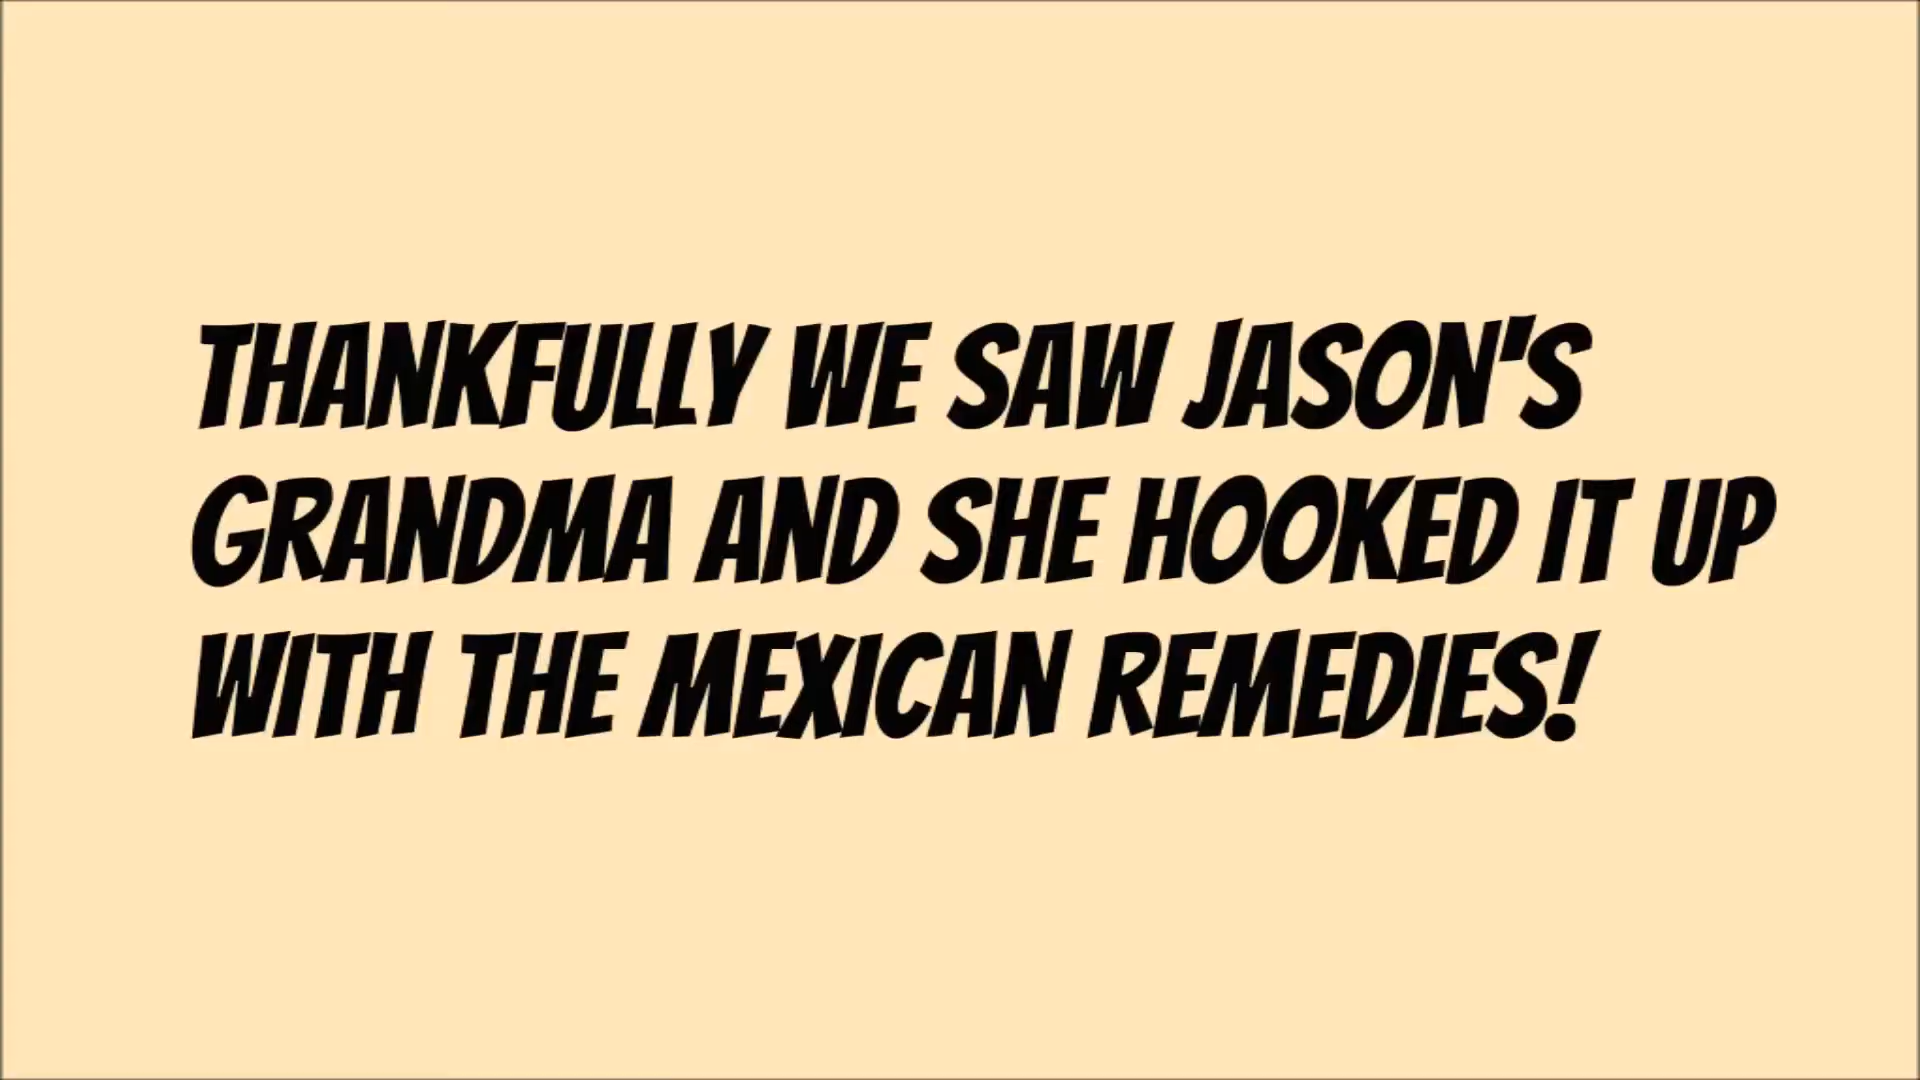 THANKFULLY WE SAW JASON'S
GRANDMA AND SHE HOOKED IT UP
WITH THE MEXICAN REMEDIES!